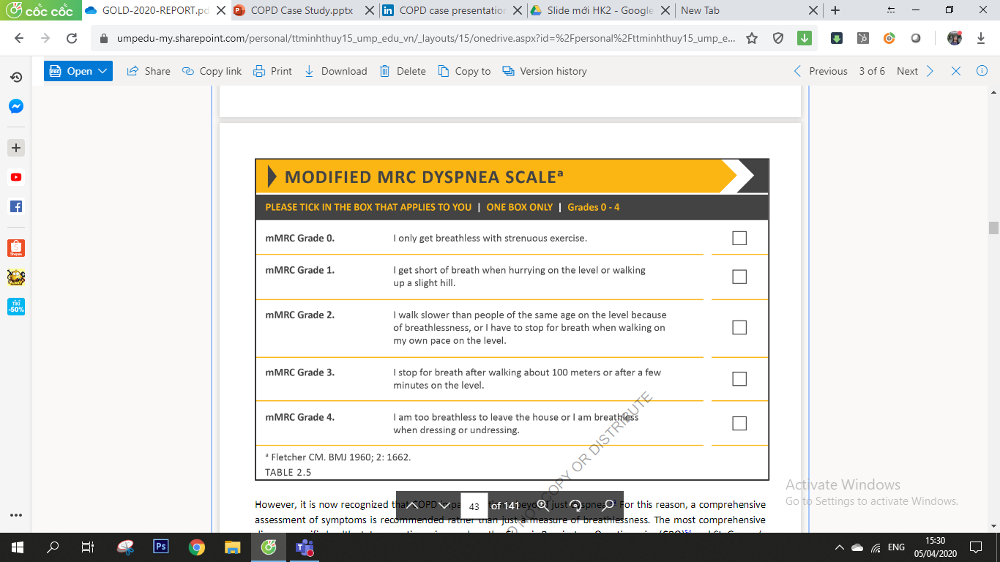 cốc cốc
GOLD-2020-REPORT.pd
COPD Case Study.pptx
COPD case presentation
Slide mới HK2 - Google
New Tab
umpedu-my.sharepoint.com/personal/ttminhthuy15_ump_edu_vn/_layouts/15/onedrive.aspx?id=%2Fpersonal%2Fttminhthuy15_ump_e...
Open
Share
Copy link
Print
Download
Delete
Copy to
Version history
Previous
3 of 6
Next
MODIFIED MRC DYSPNEA SCALEª
PLEASE TICK IN THE BOX THAT APPLIES TO YOU | ONE BOX ONLY | Grades 0 - 4
mMRC Grade 0. I only get breathless with strenuous exercise.
mMRC Grade 1. I get short of breath when hurrying on the level or walking
up a slight hill.
mMRC Grade 2. I walk slower than people of the same age on the level because
of breathlessness, or I have to stop for breath when walking on
my own pace on the level.
mMRC Grade 3. I stop for breath after walking about 100 meters or after a few
minutes on the level.
mMRC Grade 4. I am too breathless to leave the house or I am breathless
when dressing or undressing.
ª Fletcher CM. BMJ 1960; 2: 1662.
TABLE 2.5
COPY OR DISTRIBUTE
43 of 141
However, it is now recognized that COPD beyond just dyspnea. For this reason, a comprehensive
assessment of symptoms is recommended rather than just a measure of breathlessness. The most comprehensive
Activate Windows
Go to Settings to activate Windows.
Shopee
TIKI
-50%
Ps
ENG
15:30
05/04/2020